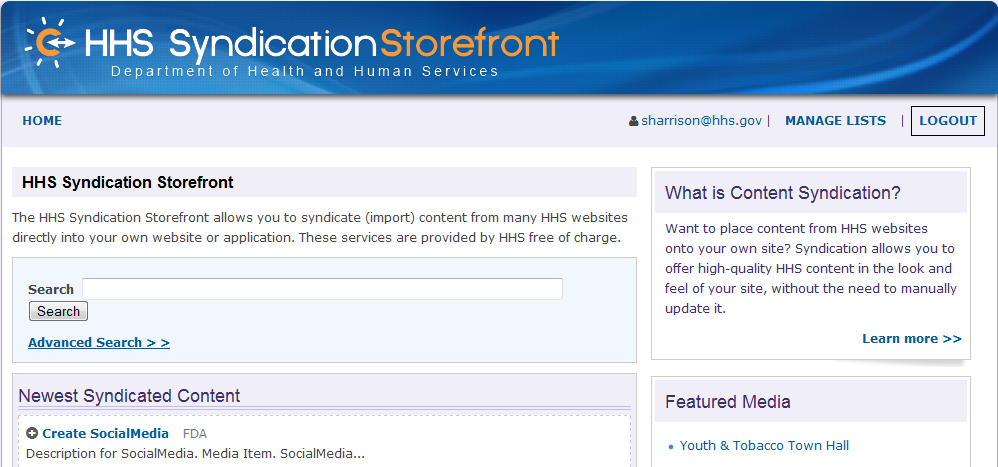 HHS SyndicationStorefront
Department of Health and Human Services
HOME
sharrison@hhs.gov | MANAGE LISTS | LOGOUT
HHS Syndication Storefront
The HHS Syndication Storefront allows you to syndicate (import) content from many HHS websites
directly into your own website or application. These services are provided by HHS free of charge.
Search
Search
Advanced Search > >
Newest Syndicated Content
Create SocialMedia FDA
Description for SocialMedia. Media Item. SocialMedia...
What is Content Syndication?
Want to place content from HHS websites
onto your own site? Syndication allows you to
offer high-quality HHS content in the look and
feel of your site, without the need to manually
update it.
Learn more >>
Featured Media
• Youth & Tobacco Town Hall